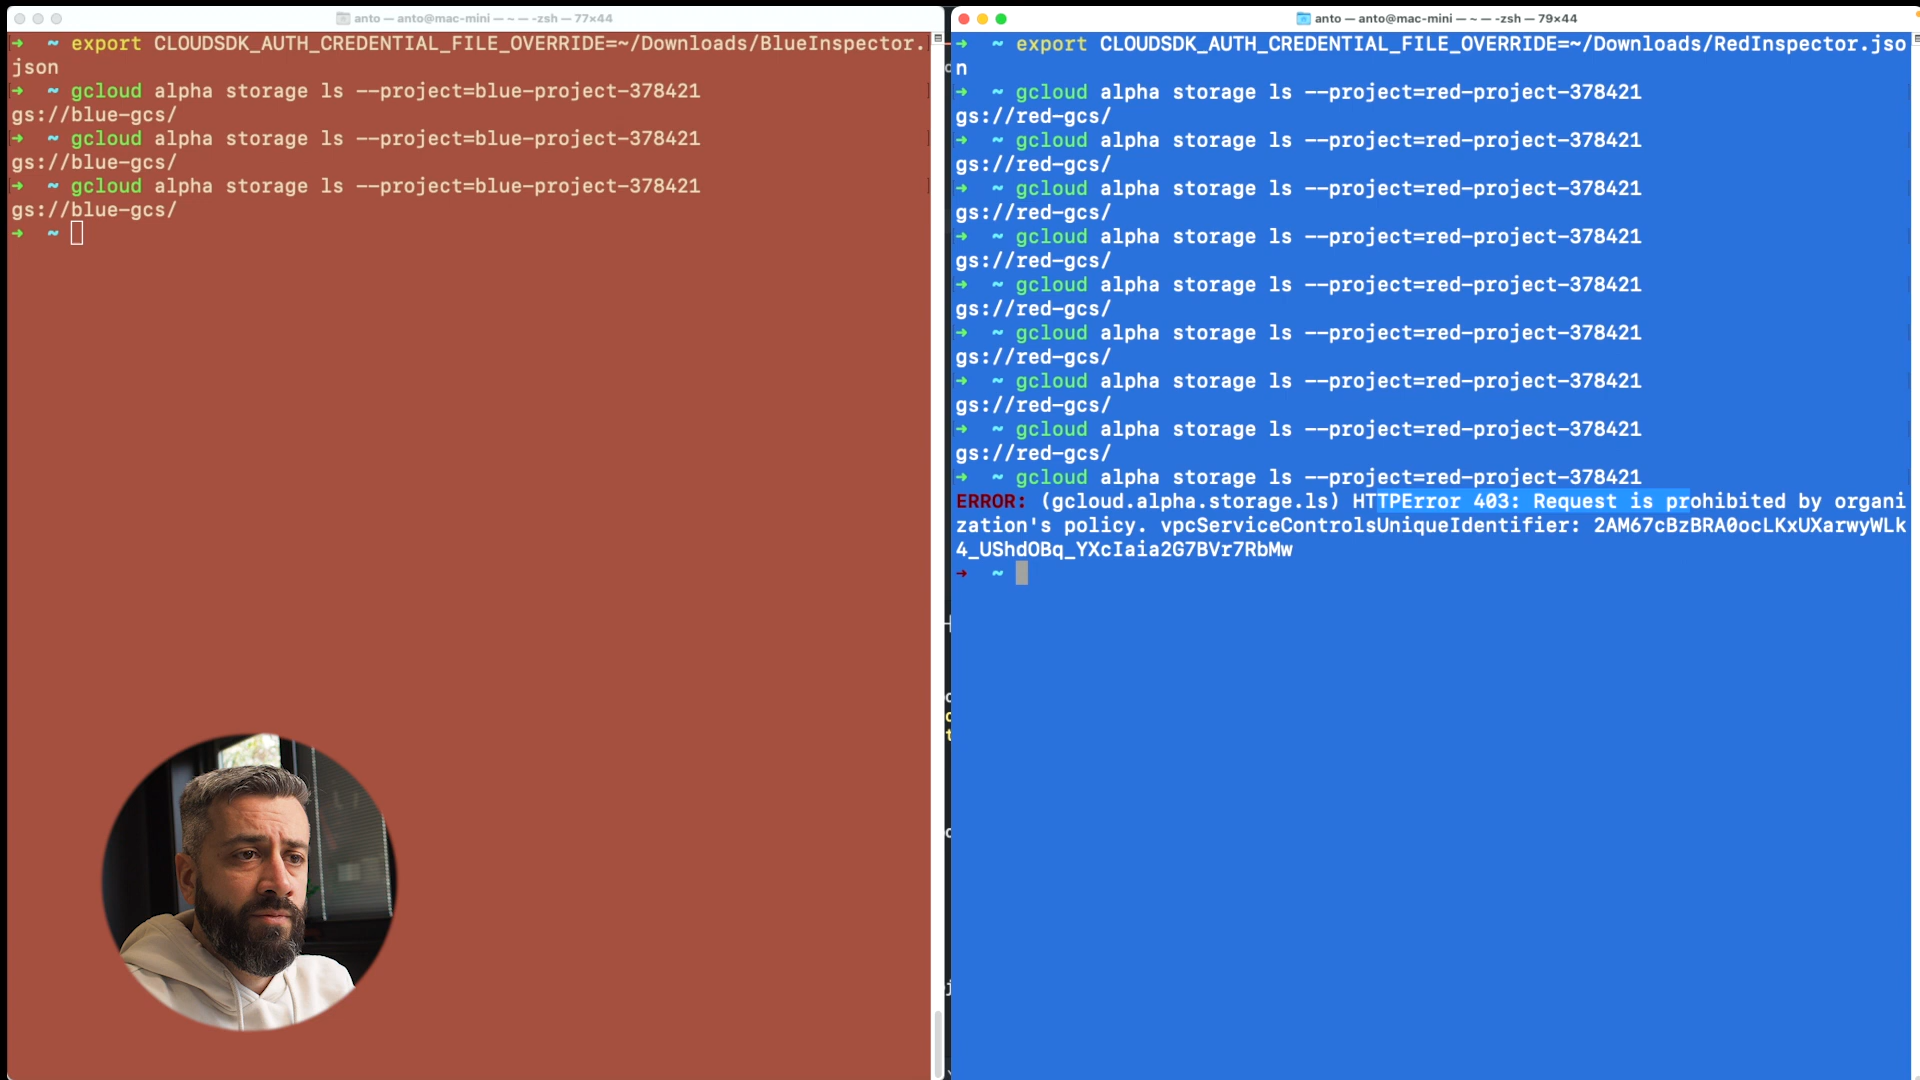 anto — anto@mac-mini — ~ — -zsh — 77×44
➜  ~ export CLOUDSDK_AUTH_CREDENTIAL_FILE_OVERRIDE=~/Downloads/BlueInspector.
json
➜  ~ gcloud alpha storage ls --project=blue-project-378421
gs://blue-gcs/
➜  ~ gcloud alpha storage ls --project=blue-project-378421
gs://blue-gcs/
➜  ~ gcloud alpha storage ls --project=blue-project-378421
gs://blue-gcs/
➜  ~
anto — anto@mac-mini — ~ — -zsh — 79×44
➜  ~ export CLOUDSDK_AUTH_CREDENTIAL_FILE_OVERRIDE=~/Downloads/RedInspector.jso
n
➜  ~ gcloud alpha storage ls --project=red-project-378421
gs://red-gcs/
➜  ~ gcloud alpha storage ls --project=red-project-378421
gs://red-gcs/
➜  ~ gcloud alpha storage ls --project=red-project-378421
gs://red-gcs/
➜  ~ gcloud alpha storage ls --project=red-project-378421
gs://red-gcs/
➜  ~ gcloud alpha storage ls --project=red-project-378421
gs://red-gcs/
➜  ~ gcloud alpha storage ls --project=red-project-378421
gs://red-gcs/
➜  ~ gcloud alpha storage ls --project=red-project-378421
gs://red-gcs/
➜  ~ gcloud alpha storage ls --project=red-project-378421
gs://red-gcs/
➜  ~ gcloud alpha storage ls --project=red-project-378421
ERROR: (gcloud.alpha.storage.ls) HTTPError 403: Request is prohibited by organi
zation's policy. vpcServiceControlsUniqueIdentifier: 2AM67cBzBRA0ocLKxUXarwyWLk
4_UShdOBq_YXcIaia2G7BVr7RbMw
➜  ~